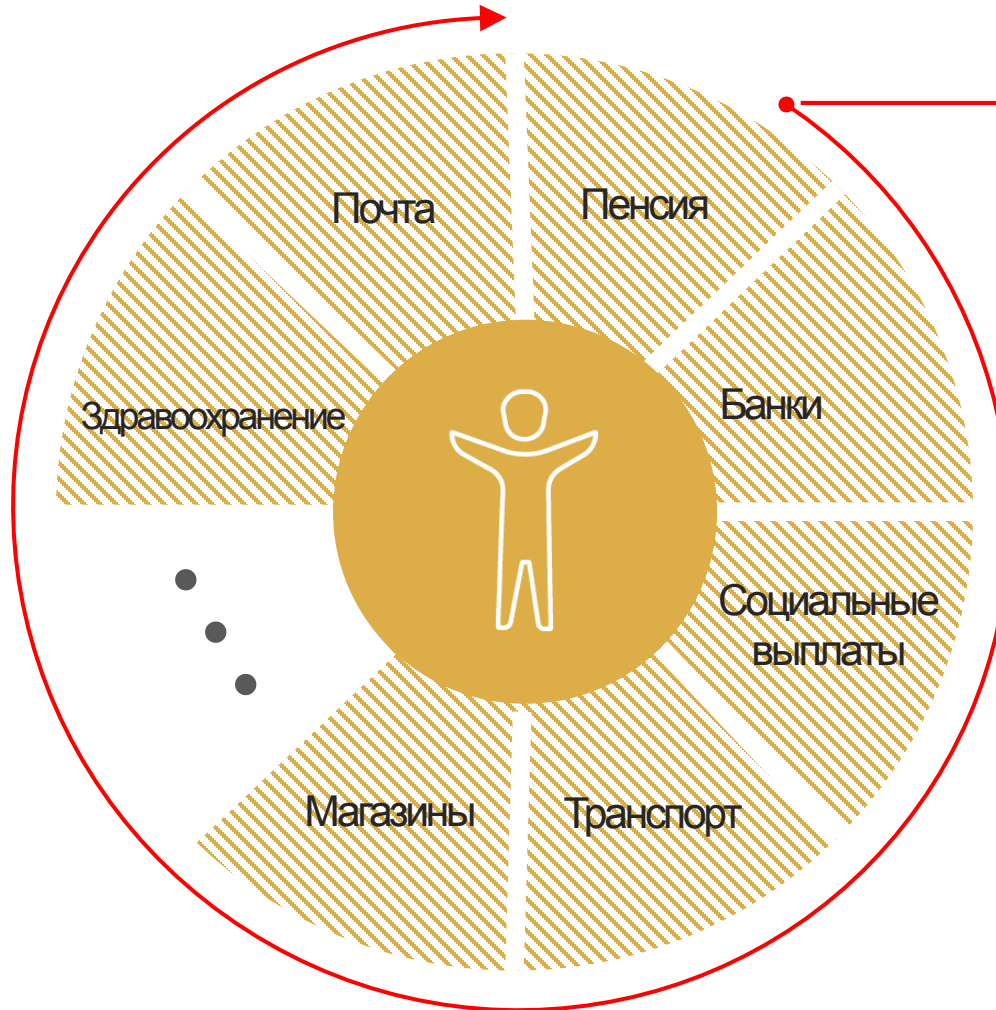 Почта
Пенсия
Здравоохранение
Банки
Социальные
выплаты
Магазины
Транспорт